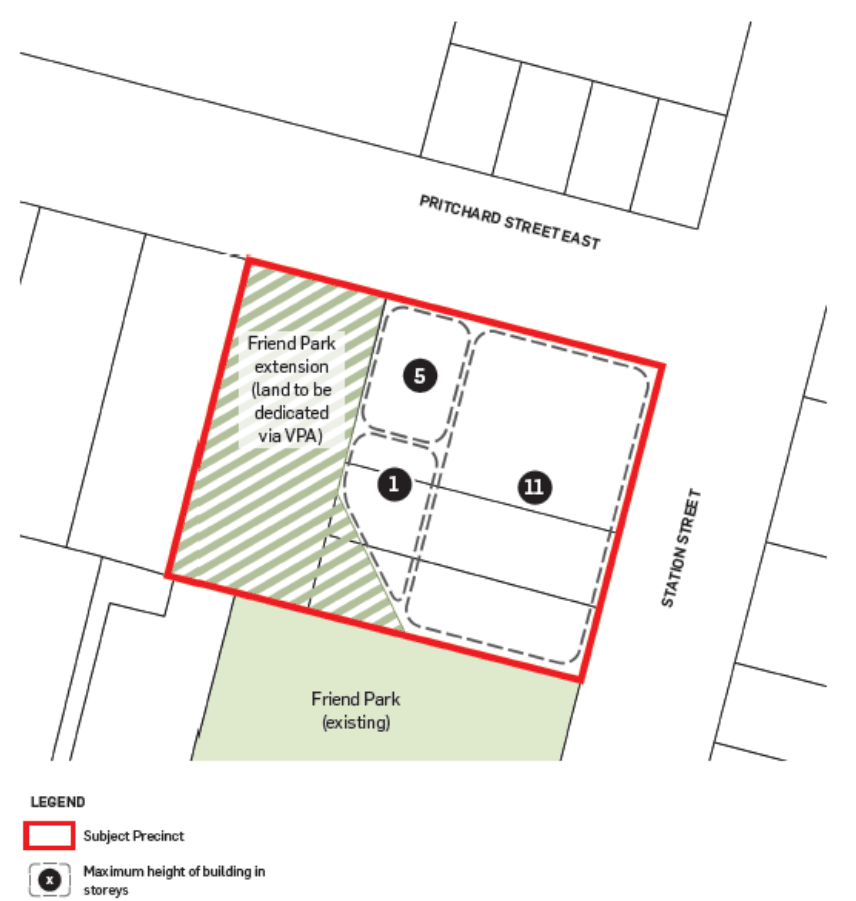 PRITCHARD STREET EAST
Friend Park
extension
(land to be
dedicated
via VPA)
5
1
11
STATION STREET
Friend Park
(existing)
LEGEND
Subject Precinct
x
Maximum height of building in
storeys